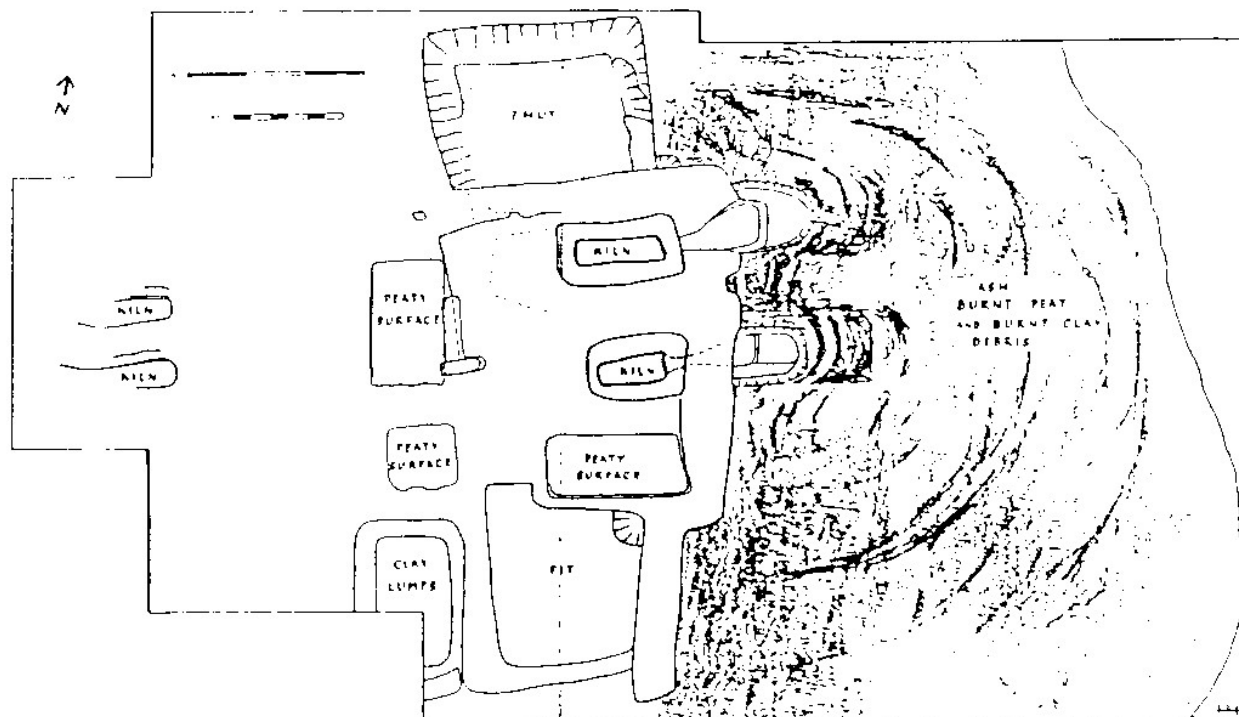 N
? HUT
KILN
PEATY
SURFACE
KILN
KILN
KILN
ASH
BURNT PEAT
AND BURNT CLAY
DEBRIS
PEATY
SURFACE
PEATY
SURFACE
CLAY
LUMPS
PIT